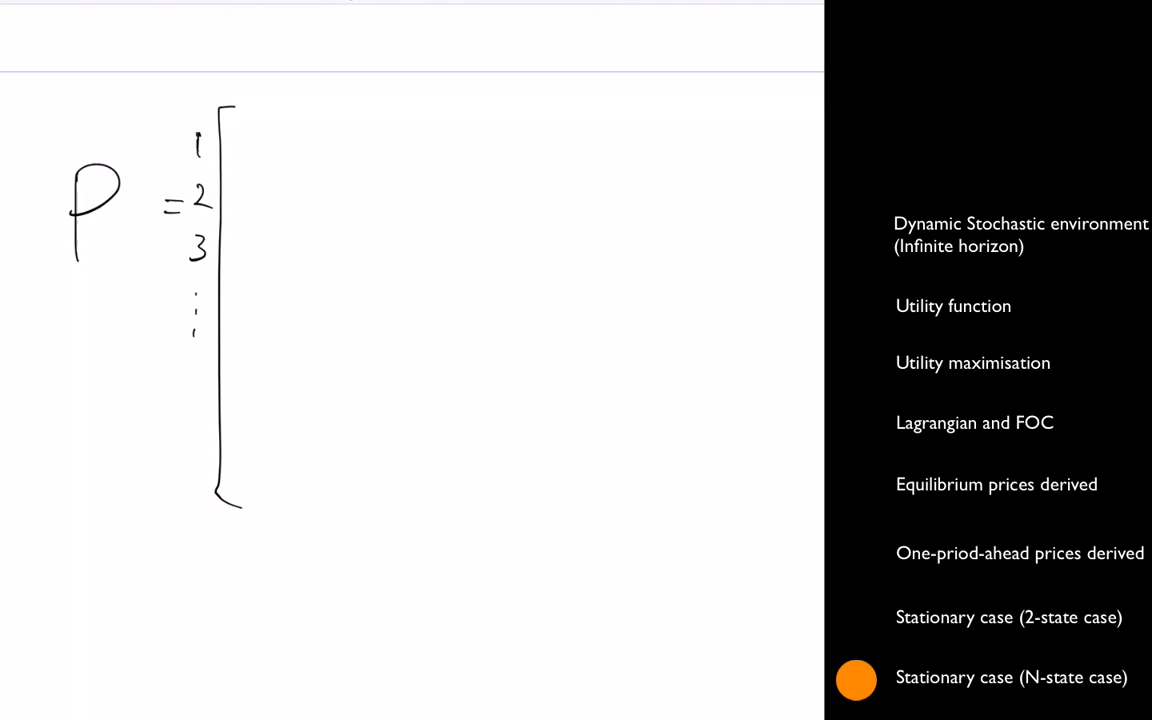 1
P = 2
3
⋮
Dynamic Stochastic environment
(Infinite horizon)
Utility function
Utility maximisation
Lagrangian and FOC
Equilibrium prices derived
One-priod-ahead prices derived
Stationary case (2-state case)
Stationary case (N-state case)